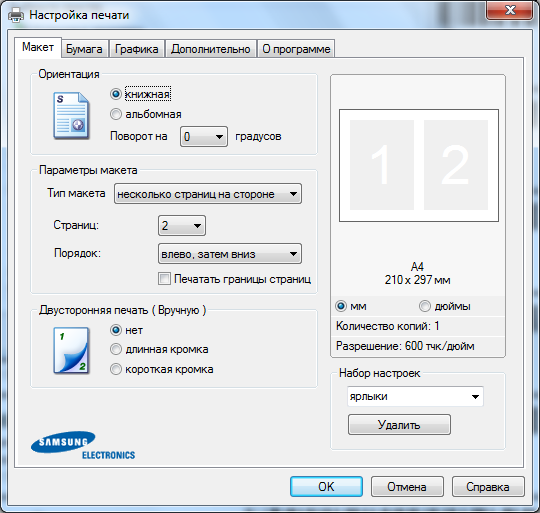 Настройка печати
Макет Бумага Графика Дополнительно О программе
Ориентация
S
книжная
альбомная
Поворот на 0 градусов
Параметры макета
Тип макета несколько страниц на стороне
Страниц: 2
Порядок: влево, затем вниз
Печатать границы страниц
Двусторонняя печать ( Вручную )
1
2
нет
длинная кромка
короткая кромка
SAMSUNG
ELECTRONICS
1 2
A4
210 x 297 мм
мм дюймы
Количество копий: 1
Разрешение: 600 тчк/дюйм
Набор настроек
ярлыки
Удалить
OK Отмена Справка